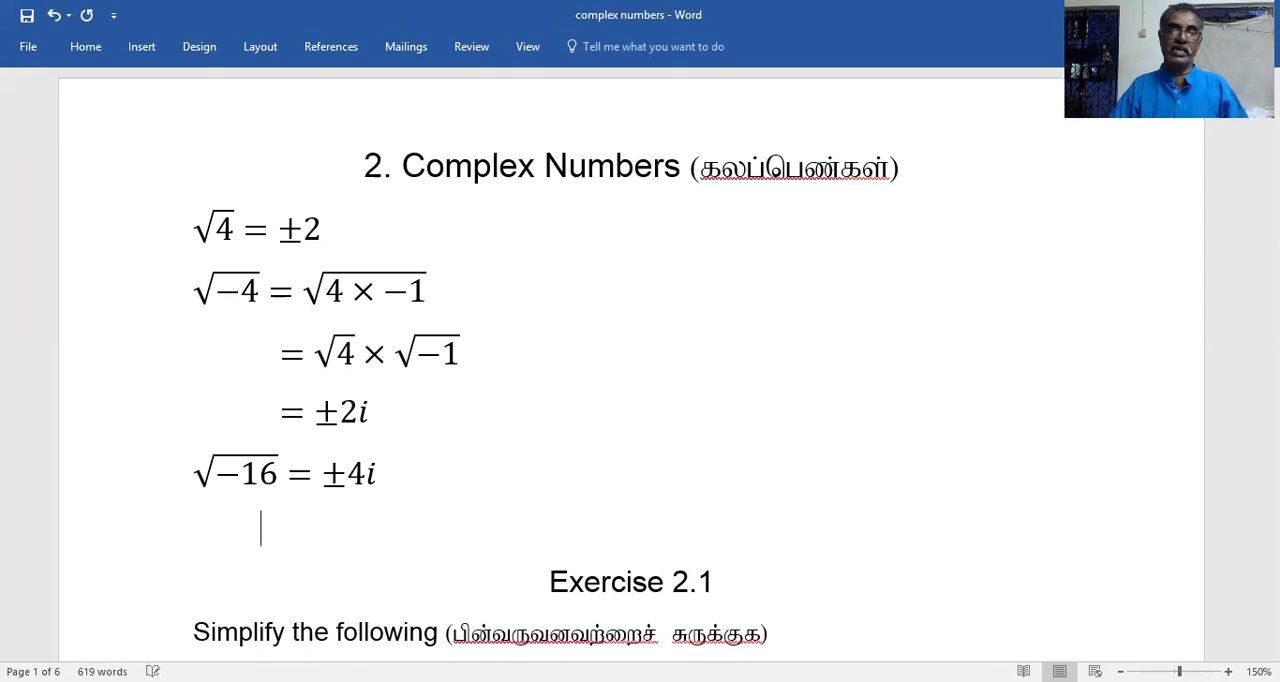 complex numbers - Word
File Home Insert Design Layout References Mailings Review View Tell me what you want to do
2. Complex Numbers (கலப்பெண்கள்)
√4 = ±2
√−4 = √4 × −1
= √4 × √−1
= ±2i
√−16 = ±4i
Exercise 2.1
Simplify the following (பின்வருவனவற்றைச் சுருக்குக)
Page 1 of 6 619 words 150%